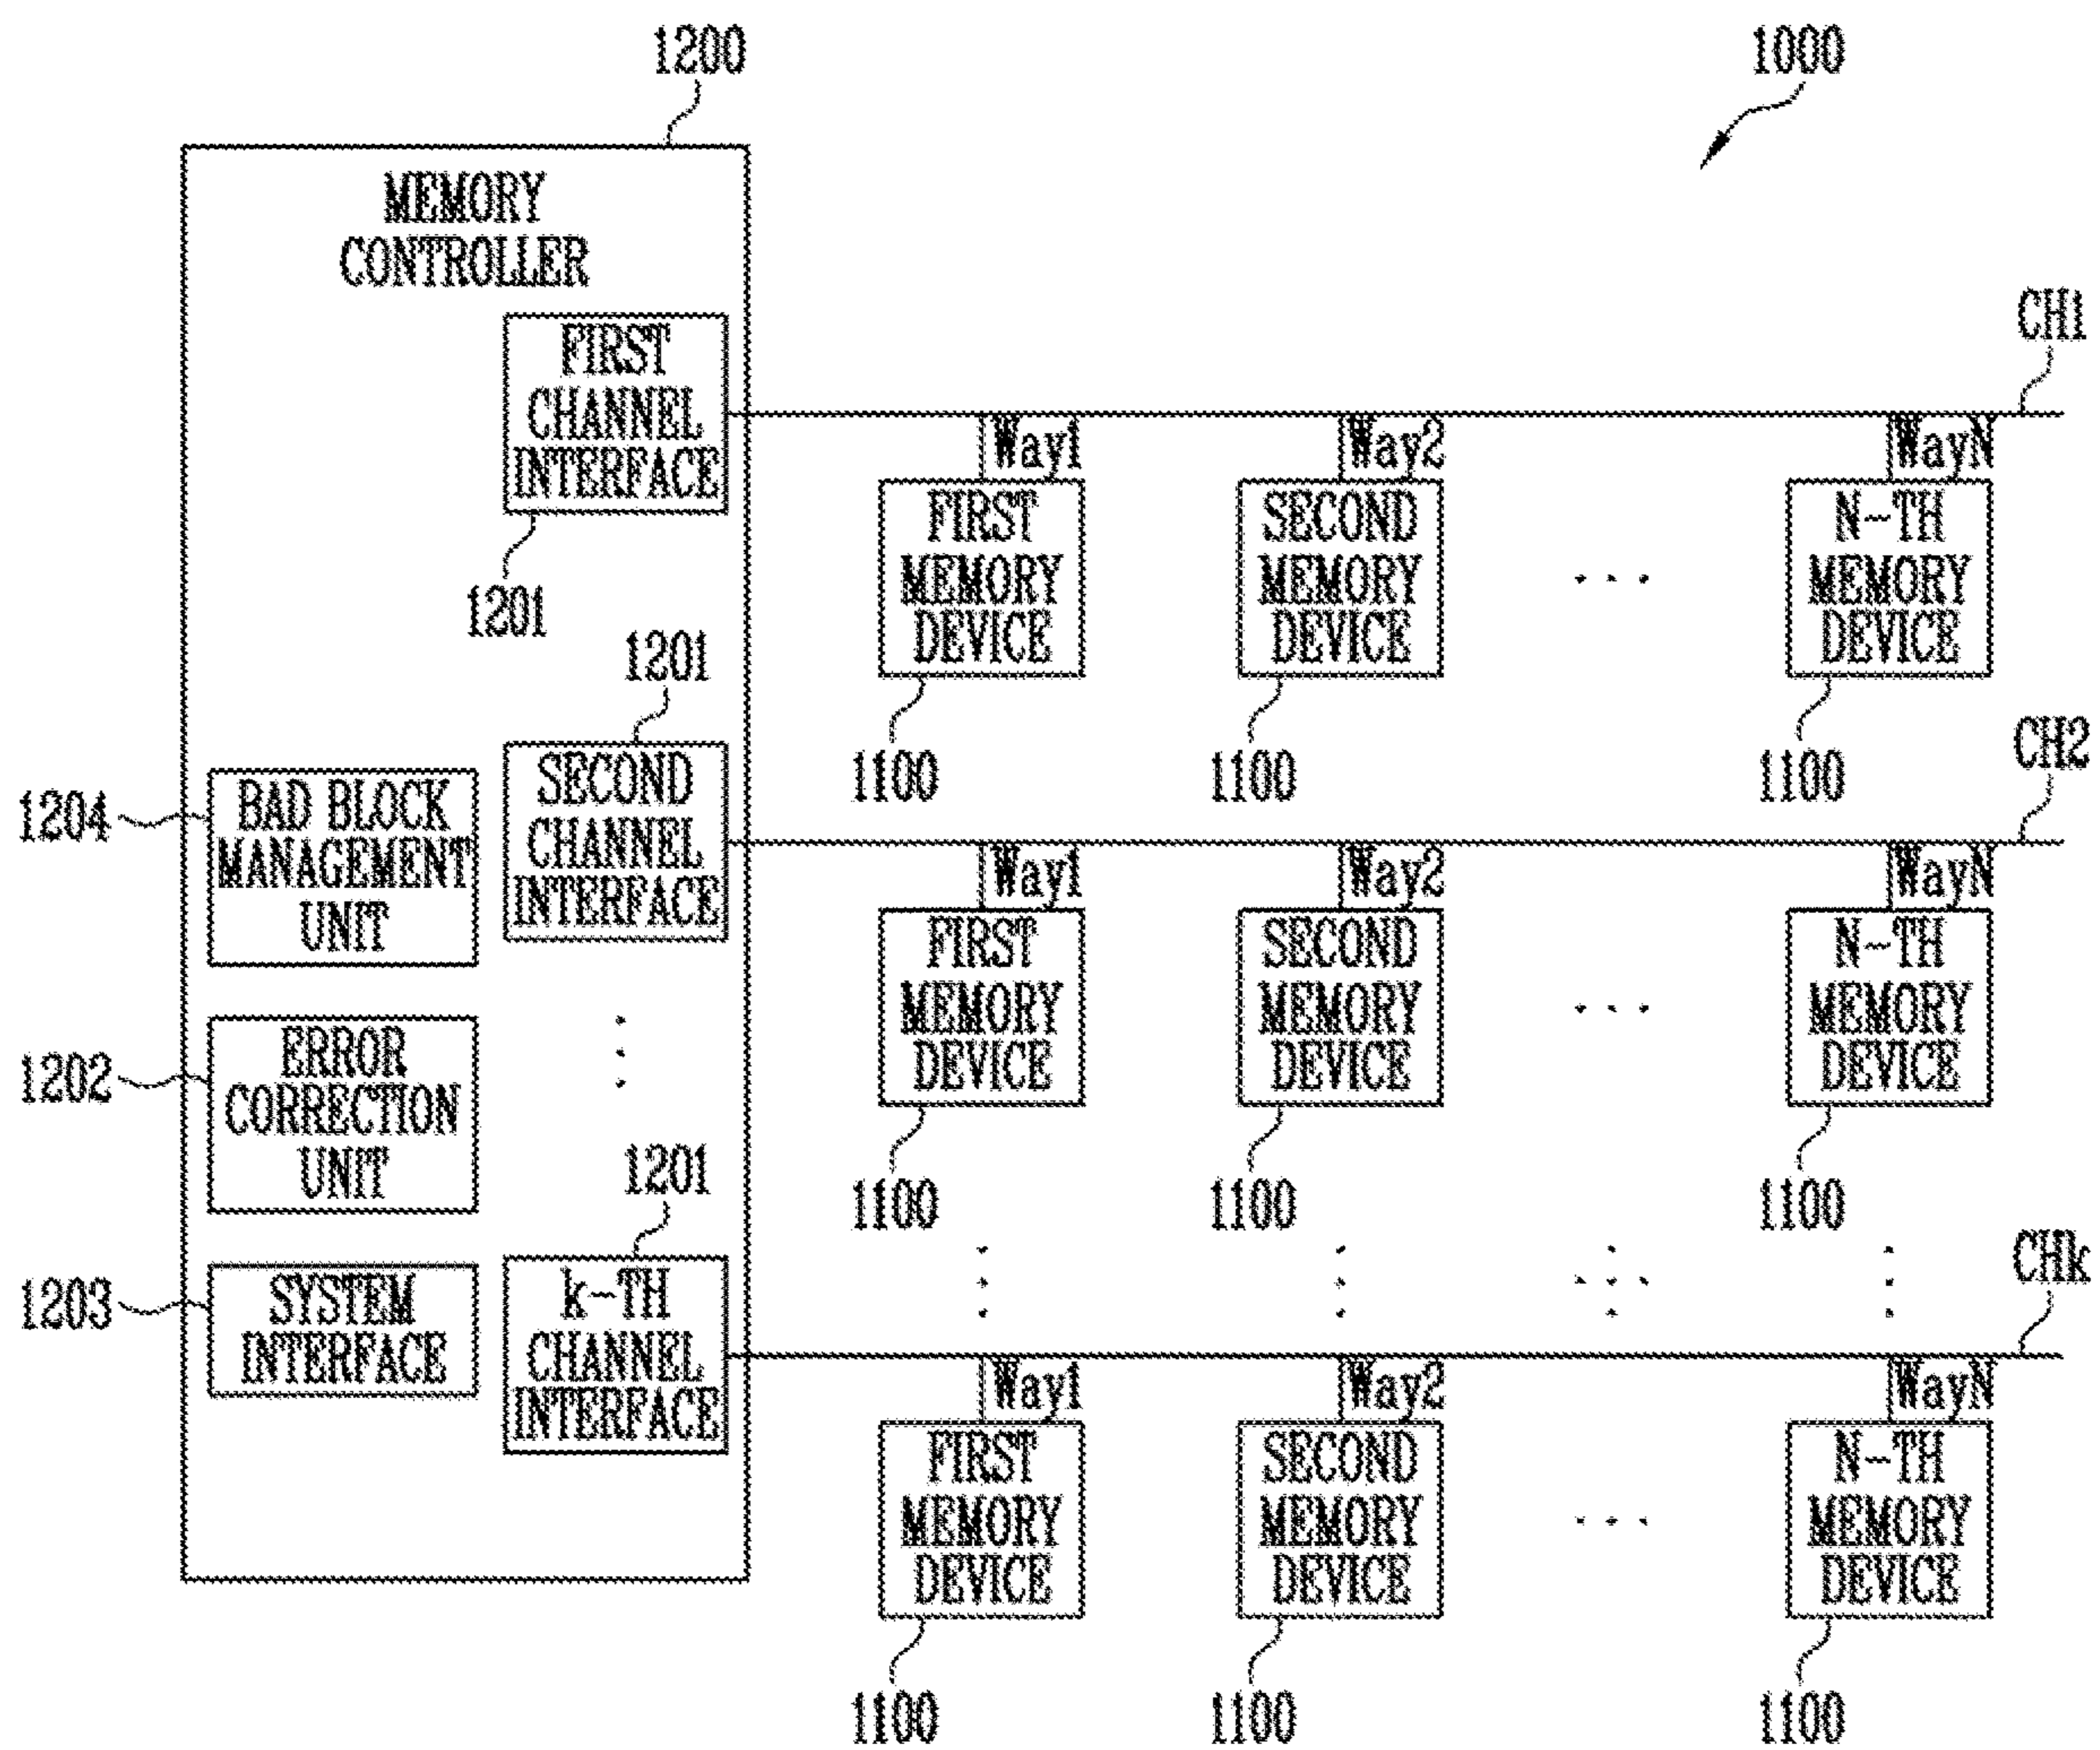 1200
1000
MEMORY
CONTROLLER
FIRST
CHANNEL
INTERFACE
1201
CH1
Way1
Way2
WayN
FIRST
MEMORY
DEVICE
SECOND
MEMORY
DEVICE
...
N-TH
MEMORY
DEVICE
1100
1100
1100
1201
SECOND
CHANNEL
INTERFACE
CH2
1204
BAD BLOCK
MANAGEMENT
UNIT
Way1
Way2
WayN
FIRST
MEMORY
DEVICE
SECOND
MEMORY
DEVICE
...
N-TH
MEMORY
DEVICE
1100
1100
1100
1202
ERROR
CORRECTION
UNIT
1201
k-TH
CHANNEL
INTERFACE
CHk
1203
SYSTEM
INTERFACE
Way1
Way2
WayN
FIRST
MEMORY
DEVICE
SECOND
MEMORY
DEVICE
...
N-TH
MEMORY
DEVICE
1100
1100
1100